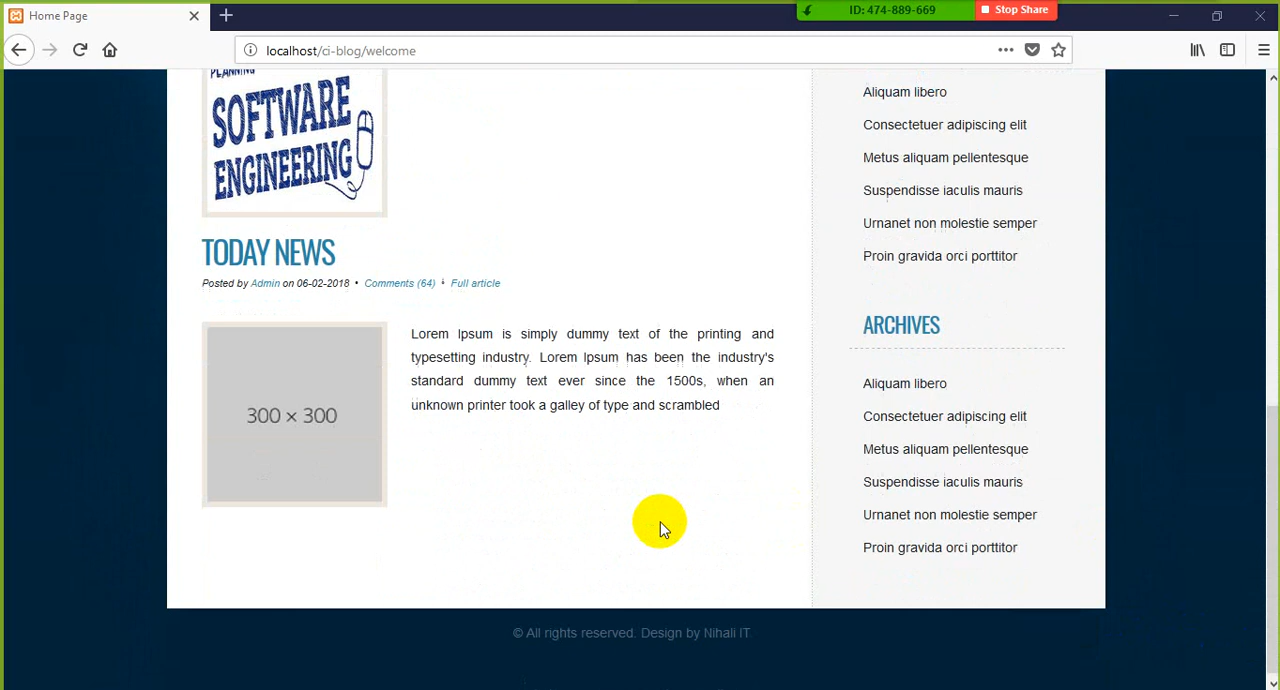 Home Page
ID: 474-889-669
Stop Share
localhost/ci-blog/welcome
PLANNING
SOFTWARE
ENGINEERING
TODAY NEWS
Posted by Admin on 06-02-2018 • Comments (64) • Full article
300 × 300
Lorem Ipsum is simply dummy text of the printing and
typesetting industry. Lorem Ipsum has been the industry's
standard dummy text ever since the 1500s, when an
unknown printer took a galley of type and scrambled
Aliquam libero
Consectetuer adipiscing elit
Metus aliquam pellentesque
Suspendisse iaculis mauris
Urnanet non molestie semper
Proin gravida orci porttitor
ARCHIVES
Aliquam libero
Consectetuer adipiscing elit
Metus aliquam pellentesque
Suspendisse iaculis mauris
Urnanet non molestie semper
Proin gravida orci porttitor
© All rights reserved. Design by Nihali IT.